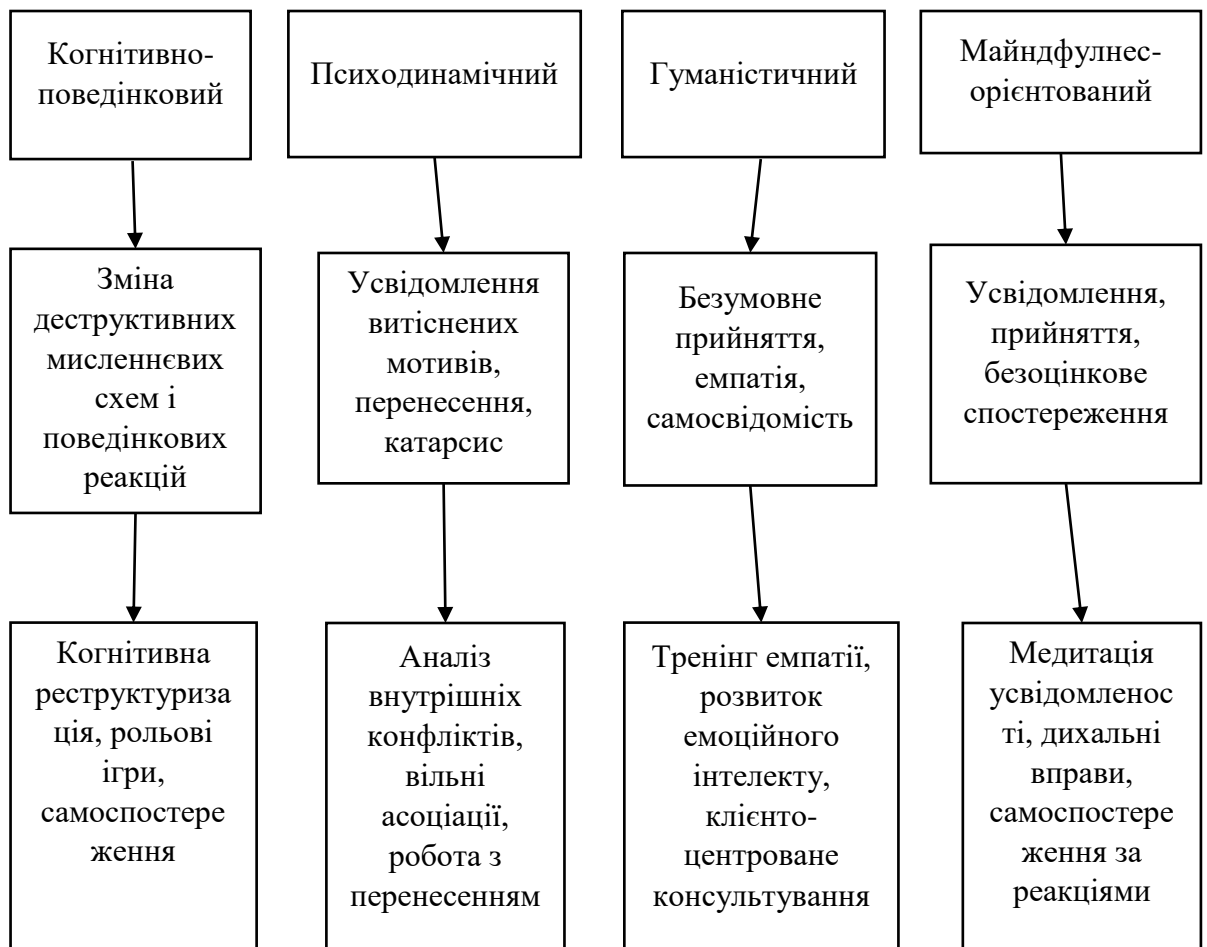 Когнітивно-
поведінковий
Психодинамічний
Гуманістичний
Майндфулнес-
орієнтований
Зміна
деструктивних
мисленнєвих
схем і
поведінкових
реакцій
Усвідомлення
витіснених
мотивів,
перенесення,
катарсис
Безумовне
прийняття,
емпатія,
самосвідомість
Усвідомлення,
прийняття,
безоцінкове
спостереження
Когнітивна
реструктуриза
ція, рольові
ігри,
самоспостере
ження
Аналіз
внутрішніх
конфліктів,
вільні
асоціації,
робота з
перенесенням
Тренінг емпатії,
розвиток
емоційного
інтелекту,
клієнто-
центроване
консультування
Медитація
усвідомленос
ті, дихальні
вправи,
самоспостере
ження за
реакціями